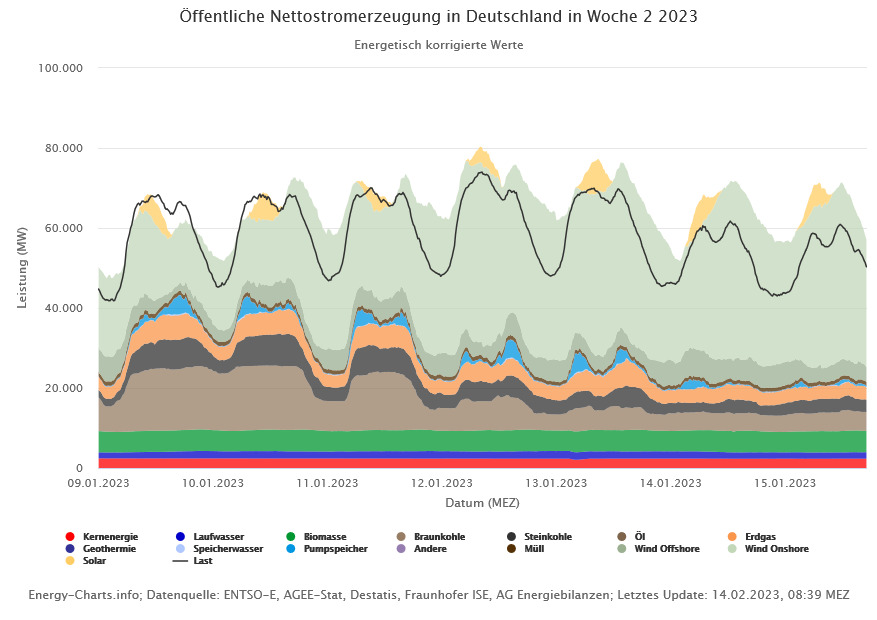 Öffentliche Nettostromerzeugung in Deutschland in Woche 2 2023
Energetisch korrigierte Werte
100.000
80.000
60.000
40.000
20.000
0
Leistung (MW)
09.01.2023 10.01.2023 11.01.2023 12.01.2023 13.01.2023 14.01.2023 15.01.2023
Datum (MEZ)
Kernenergie Laufwasser Biomasse Braunkohle Steinkohle Öl Erdgas
Geothermie Speicherwasser Pumpspeicher Andere Müll Wind Offshore Wind Onshore
Solar Last
Energy-Charts.info; Datenquelle: ENTSO-E, AGEE-Stat, Destatis, Fraunhofer ISE, AG Energiebilanzen; Letztes Update: 14.02.2023, 08:39 MEZ